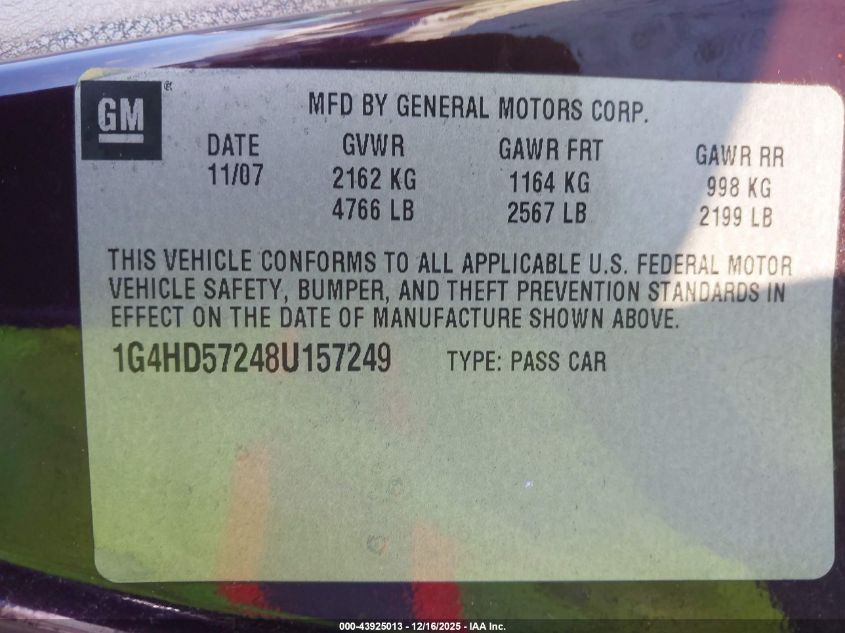 GM®
MFD BY GENERAL MOTORS CORP.
DATE GVWR GAWR FRT GAWR RR
11/07 2162 KG 1164 KG 998 KG
4766 LB 2567 LB 2199 LB
THIS VEHICLE CONFORMS TO ALL APPLICABLE U.S. FEDERAL MOTOR
VEHICLE SAFETY, BUMPER, AND THEFT PREVENTION STANDARDS IN
EFFECT ON THE DATE OF MANUFACTURE SHOWN ABOVE.
1G4HD57248U157249 TYPE: PASS CAR
000-43925013 - 12/16/2025 - IAA Inc.